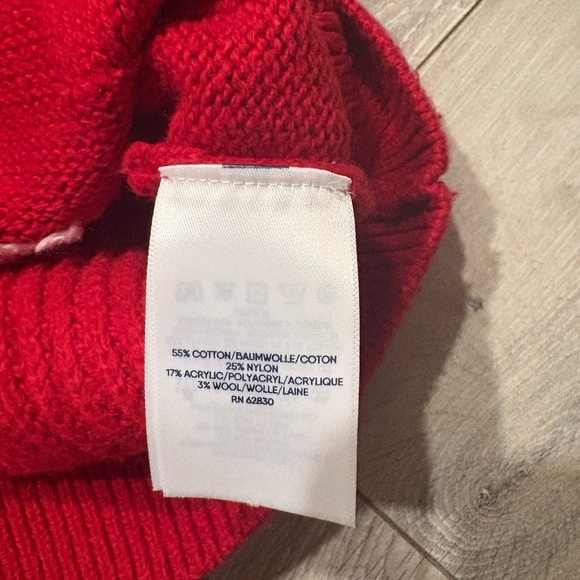 55% COTTON/BAUMWOLLE/COTON
25% NYLON
17% ACRYLIC/POLYACRYL/ACRYLIQUE
3% WOOL/WOLLE/LAINE
RN 62830